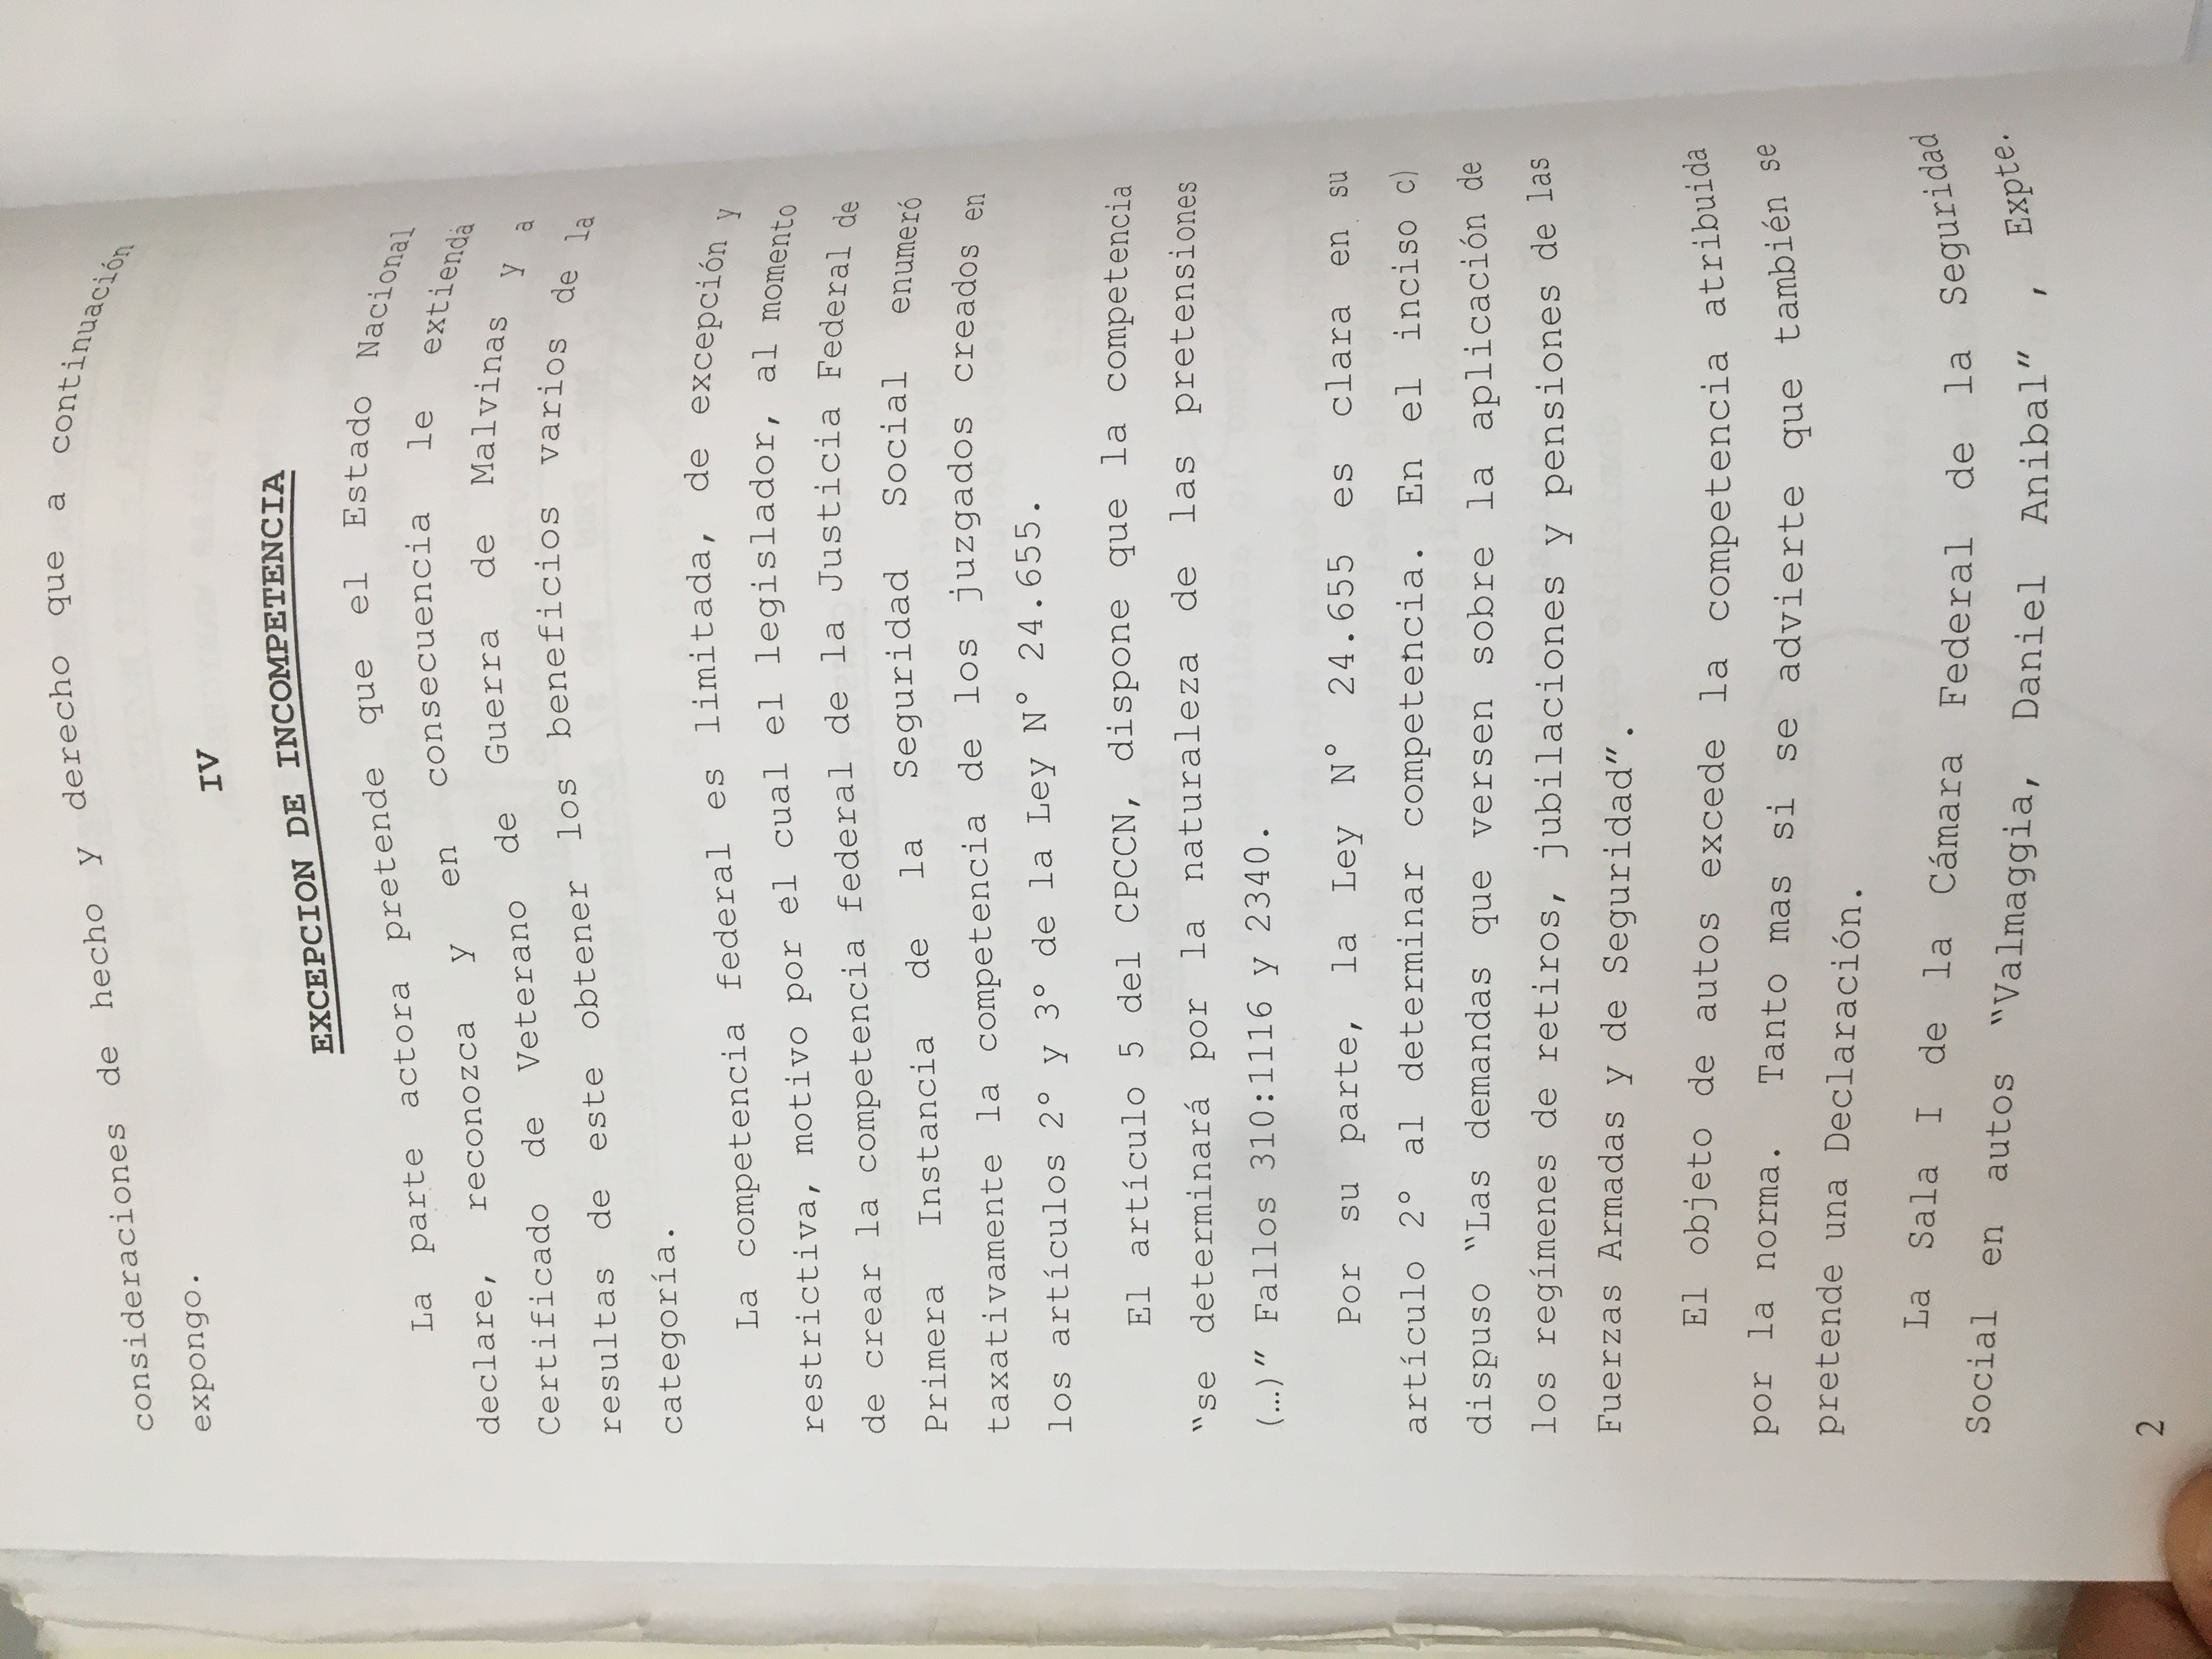 consideraciones de hecho y derecho que a continuación
expongo.
IV
EXCEPCION DE INCOMPETENCIA
La parte actora pretende que el Estado Nacional
declare, reconozca y en consecuencia le extienda
Certificado de Veterano de Guerra de Malvinas y a
resultas de este obtener los beneficios varios de la
categoría.
La competencia federal es limitada, de excepción y
restrictiva, motivo por el cual el legislador, al momento
de crear la competencia federal de la Justicia Federal de
Primera Instancia de la Seguridad Social enumeró
taxativamente la competencia de los juzgados creados en
los artículos 2° y 3° de la Ley N° 24.655.
El artículo 5 del CPCCN, dispone que la competencia
"se determinará por la naturaleza de las pretensiones
(…)" Fallos 310:1116 y 2340.
Por su parte, la Ley N° 24.655 es clara en su
artículo 2° al determinar competencia. En el inciso c)
dispuso "Las demandas que versen sobre la aplicación de
los regímenes de retiros, jubilaciones y pensiones de las
Fuerzas Armadas y de Seguridad".
El objeto de autos excede la competencia atribuida
por la norma. Tanto mas si se advierte que también se
pretende una Declaración.
La Sala I de la Cámara Federal de la Seguridad
Social en autos "Valmaggia, Daniel Anibal" , Expte.
2